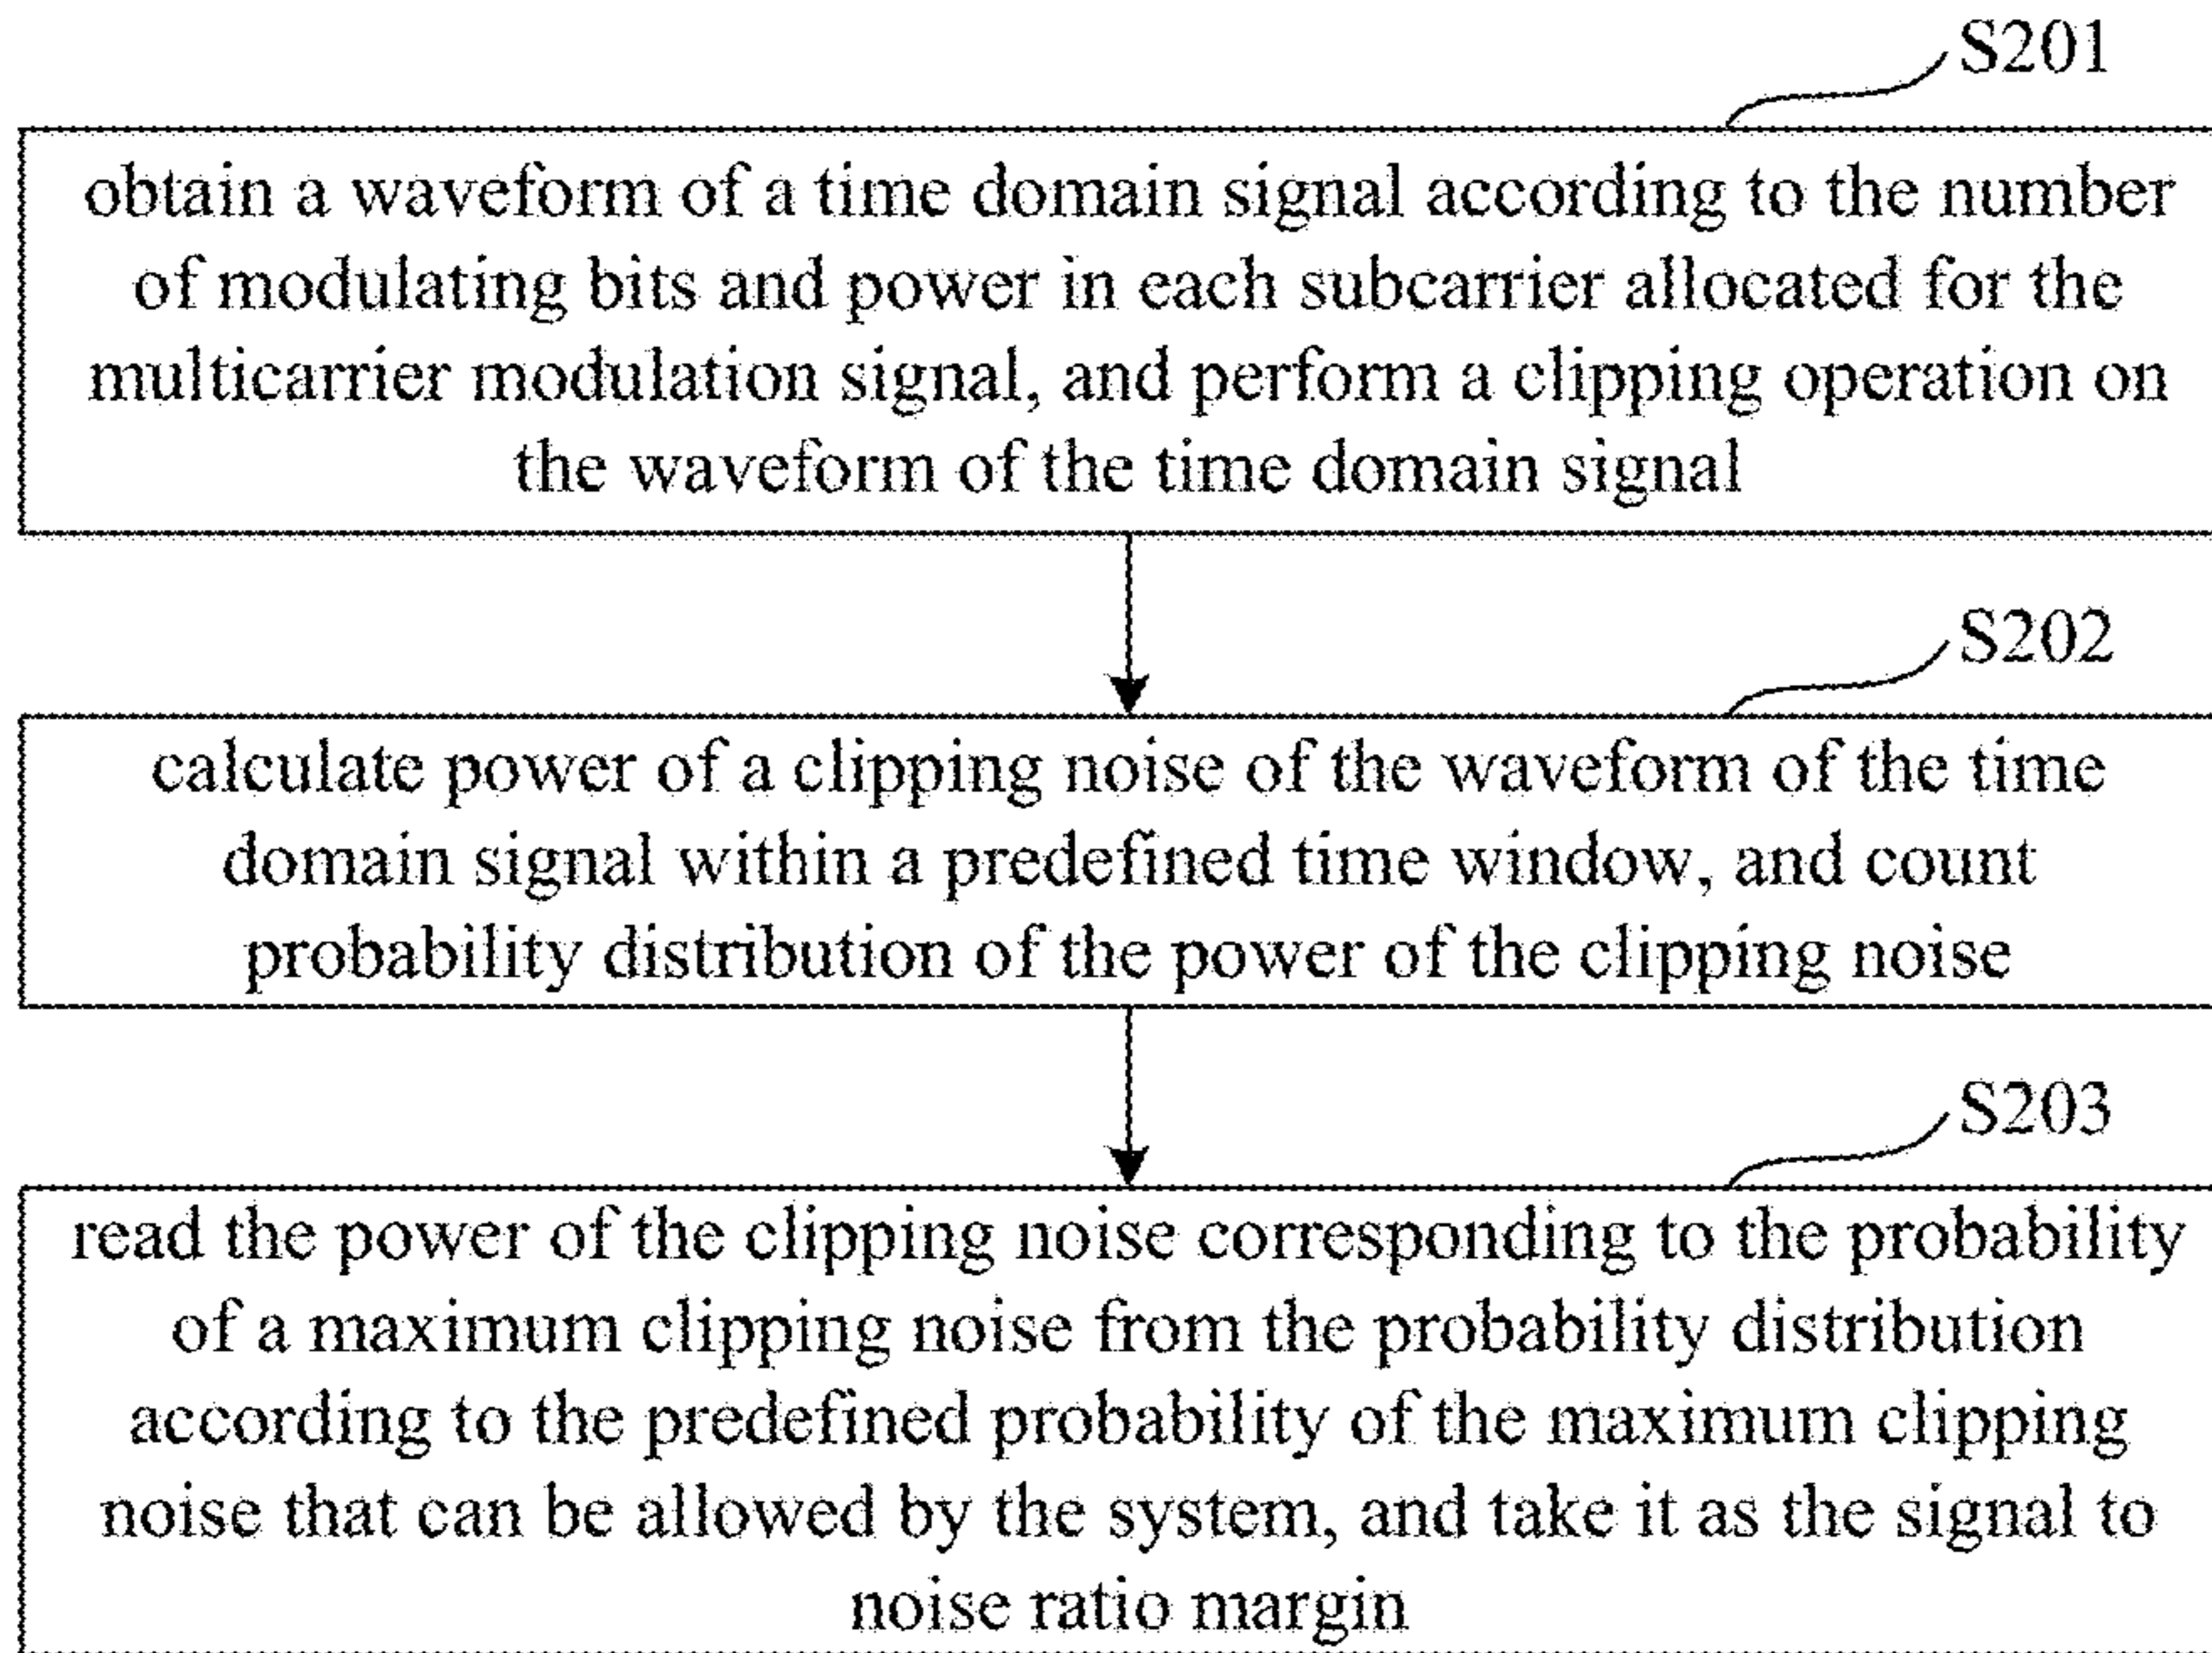 S201
obtain a waveform of a time domain signal according to the number
of modulating bits and power in each subcarrier allocated for the
multicarrier modulation signal, and perform a clipping operation on
the waveform of the time domain signal
S202
calculate power of a clipping noise of the waveform of the time
domain signal within a predefined time window, and count
probability distribution of the power of the clipping noise
S203
read the power of the clipping noise corresponding to the probability
of a maximum clipping noise from the probability distribution
according to the predefined probability of the maximum clipping
noise that can be allowed by the system, and take it as the signal to
noise ratio margin